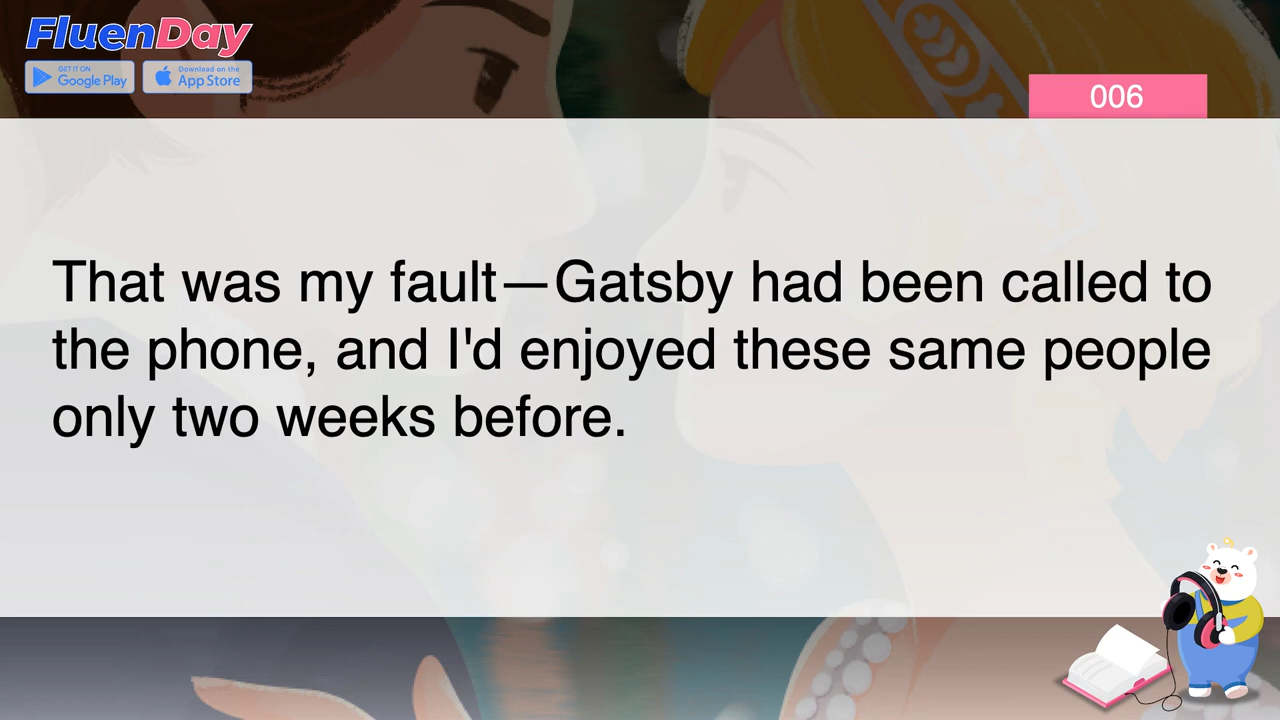 FluenDay
GET IT ON
Google Play
Download on the
App Store
006
That was my fault—Gatsby had been called to
the phone, and I'd enjoyed these same people
only two weeks before.